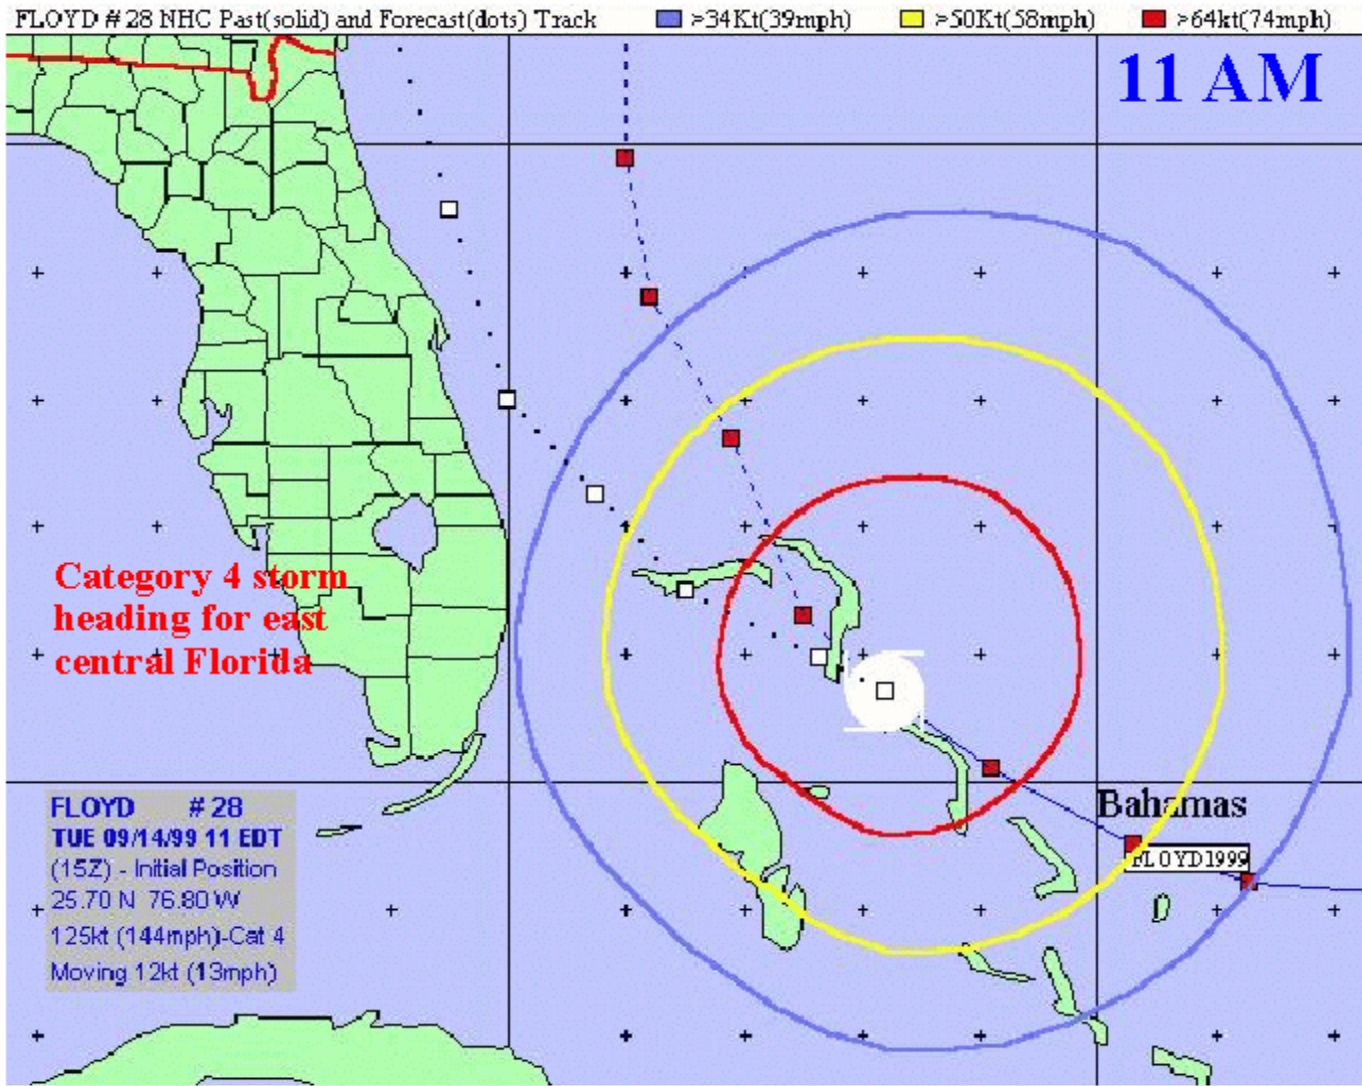 FLOYD # 28 NHC Past(solid) and Forecast(dots) Track >34Kt(39mph) >50Kt(58mph) >64kt(74mph)
11 AM
Category 4 storm
heading for east
central Florida
Bahamas
FLOYD1999
FLOYD # 28
TUE 09/14/99 11 EDT
(15Z) - Initial Position
25.70 N 76.80 W
125kt (144mph)-Cat 4
Moving 12kt (13mph)